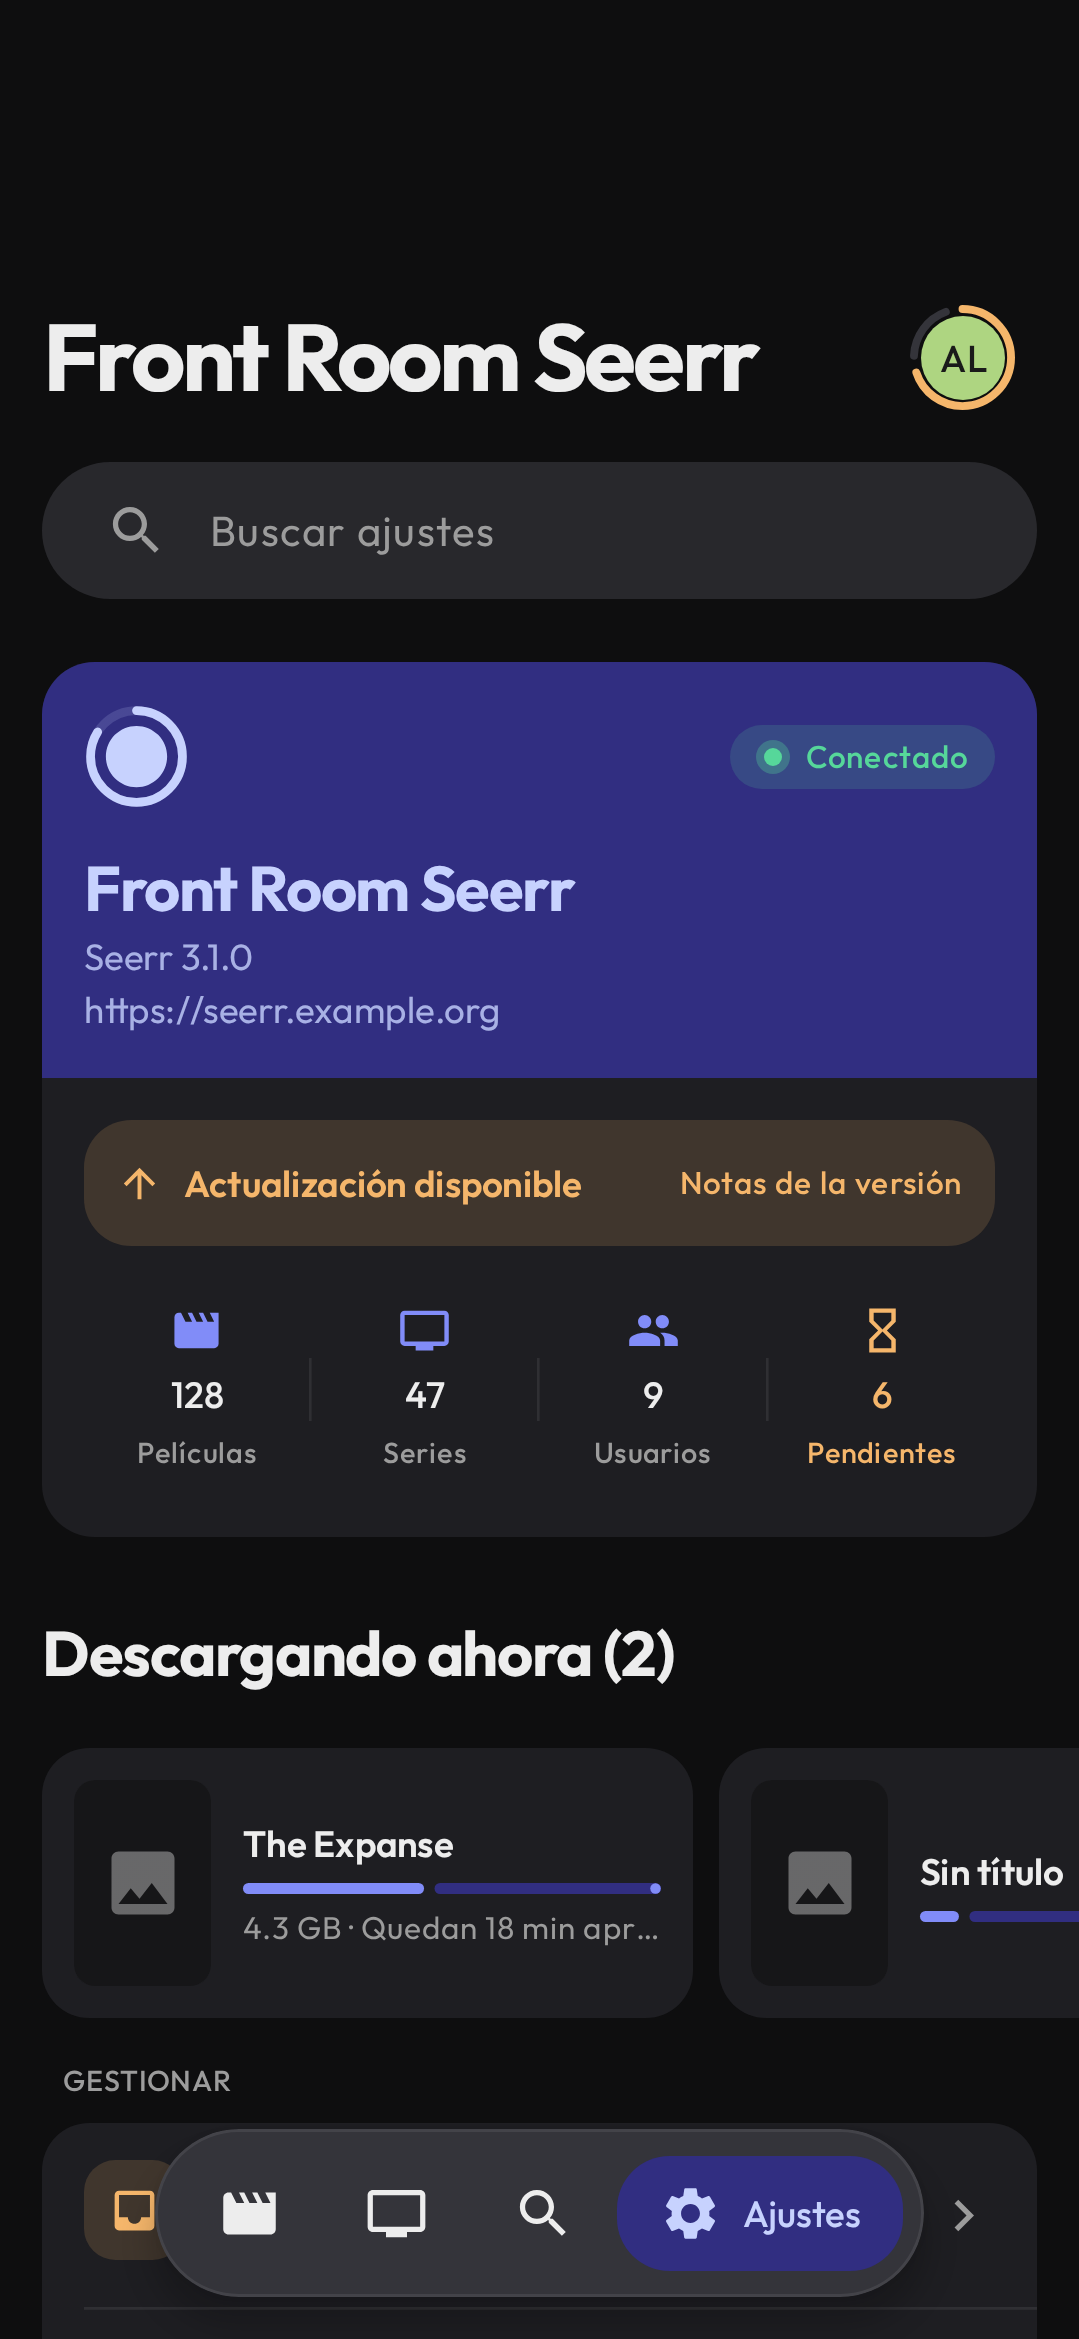 Front Room Seerr
AL
Buscar ajustes
Conectado
Front Room Seerr
Seerr 3.1.0
https://seerr.example.org
Actualización disponible
Notas de la versión
128
47
9
6
Películas
Series
Usuarios
Pendientes
Descargando ahora (2)
The Expanse
4.3 GB · Quedan 18 min apr…
Sin título
GESTIONAR
Ajustes